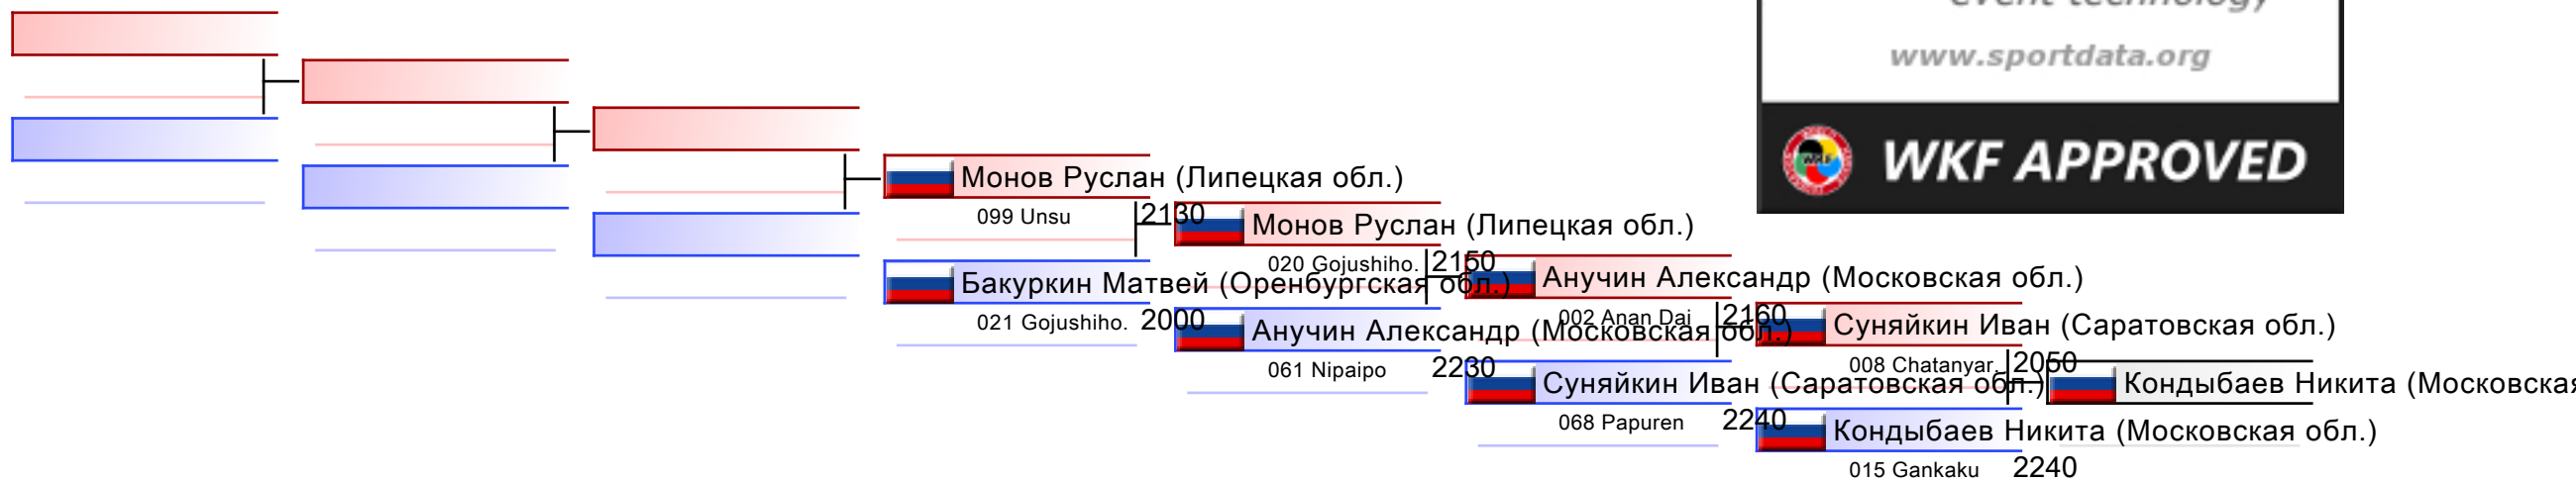 event technology
www.sportdata.org
WKF APPROVED
Монов Руслан (Липецкая обл.)
099 Unsu 2130
Бакуркин Матвей (Оренбургская обл.)
021 Gojushiho. 2000
Монов Руслан (Липецкая обл.)
020 Gojushiho. 2150
Анучин Александр (Московская обл.)
061 Nipaipo 2230
Анучин Александр (Московская обл.)
002 Anan Dai 2160
Суняйкин Иван (Саратовская обл.)
068 Papuren 2240
Суняйкин Иван (Саратовская обл.)
008 Chatanyar. 2050
Кондыбаев Никита (Московская обл.)
015 Gankaku 2240
Кондыбаев Никита (Московская